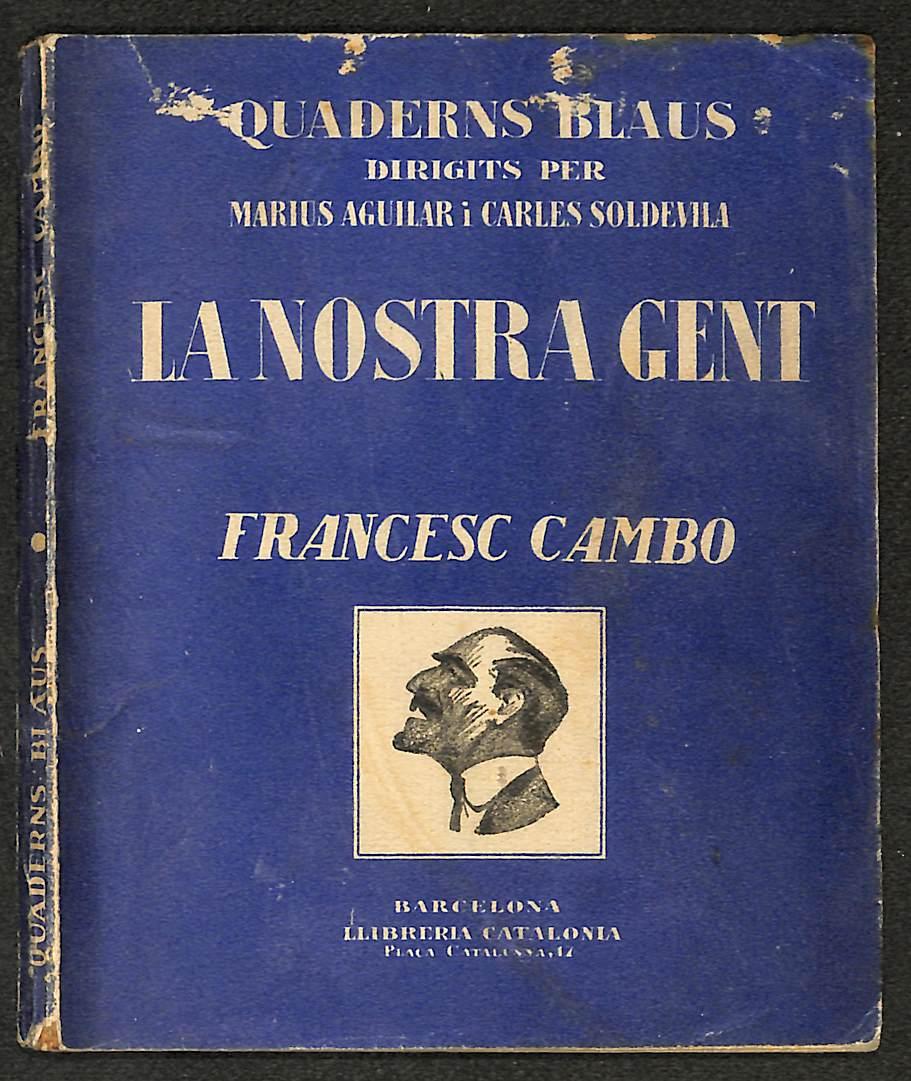 QUADERNS BLAUS
DIRIGITS PER
MARIUS AGUILAR i CARLES SOLDEVILA
LA NOSTRA GENT
FRANCESC CAMBO
BARCELONA
LLIBRERIA CATALONIA
PLAÇA CATALUNYA, 17
QUADERNS BLAUS • FRANCESC CAMBO